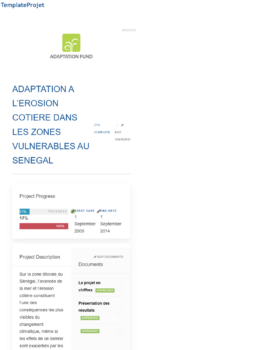 TemplateProjet
ADAPTATION FUND
ADAPTATION A
L'EROSION
COTIERE DANS
LES ZONES
VULNERABLES AU
SENEGAL
Project Progress
17%
1
September
2009
1
September
2014
Project Description
Documents
Sur la zone littorale du
Sénégal, l'avancée de
la mer et l'érosion
côtière constituent
l'une des
conséquences les plus
visibles du
changement
climatique, même si
les effets de ce dernier
sont exacerbés par les
Le projet en
chiffres
Présentation des
résultats